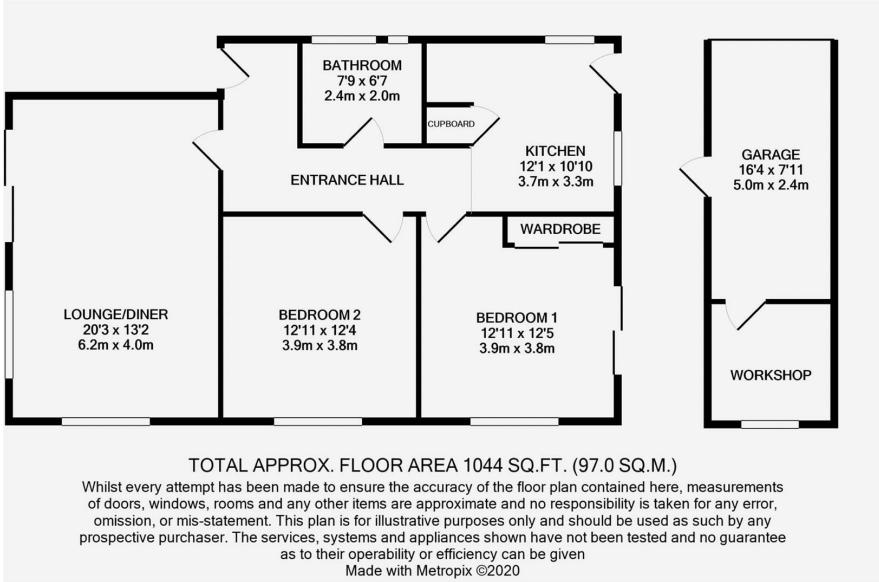 BATHROOM
7'9 x 6'7
2.4m x 2.0m
CUPBOARD
KITCHEN
12'1 x 10'10
3.7m x 3.3m
GARAGE
16'4 x 7'11
5.0m x 2.4m
ENTRANCE HALL
WARDROBE
LOUNGE/DINER
20'3 x 13'2
6.2m x 4.0m
BEDROOM 2
12'11 x 12'4
3.9m x 3.8m
BEDROOM 1
12'11 x 12'5
3.9m x 3.8m
WORKSHOP
TOTAL APPROX. FLOOR AREA 1044 SQ.FT. (97.0 SQ.M.)
Whilst every attempt has been made to ensure the accuracy of the floor plan contained here, measurements
of doors, windows, rooms and any other items are approximate and no responsibility is taken for any error,
omission, or mis-statement. This plan is for illustrative purposes only and should be used as such by any
prospective purchaser. The services, systems and appliances shown have not been tested and no guarantee
as to their operability or efficiency can be given
Made with Metropix ©2020